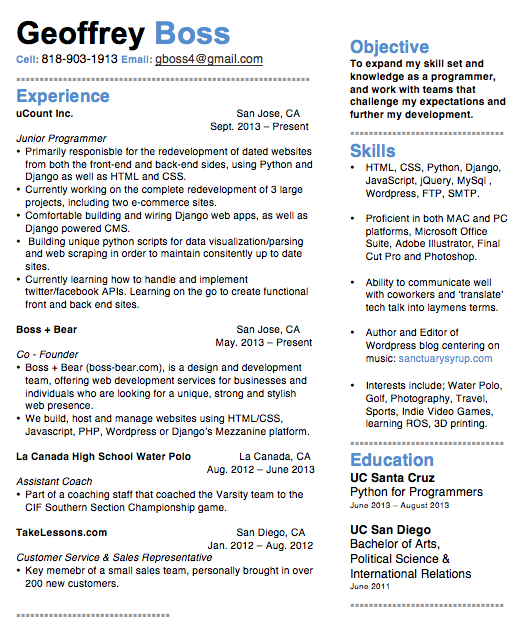 Geoffrey Boss
Cell: 818-903-1913 Email: gboss4@gmail.com
Experience
uCount Inc. San Jose, CA
Sept. 2013 – Present
Junior Programmer
• Primarily responisble for the redevelopment of dated websites
from both the front-end and back-end sides, using Python and
Django as well as HTML and CSS.
• Currently working on the complete redevelopment of 3 large
projects, including two e-commerce sites.
• Comfortable building and wiring Django web apps, as well as
Django powered CMS.
• Building unique python scripts for data visualization/parsing
and web scraping in order to maintain consitently up to date
sites.
• Currently learning how to handle and implement
twitter/facebook APIs. Learning on the go to create functional
front and back end sites.
Boss + Bear San Jose, CA
May. 2013 – Present
Co - Founder
• Boss + Bear (boss-bear.com), is a design and development
team, offering web development services for businesses and
individuals who are looking for a unique, strong and stylish
web presence.
• We build, host and manage websites using HTML/CSS,
Javascript, PHP, Wordpress or Django's Mezzanine platform.
La Canada High School Water Polo La Canada, CA
Aug. 2012 – June 2013
Assistant Coach
• Part of a coaching staff that coached the Varsity team to the
CIF Southern Section Championship game.
TakeLessons.com San Diego, CA
Jan. 2012 – Aug. 2012
Customer Service & Sales Representative
• Key memebr of a small sales team, personally brought in over
200 new customers.
Objective
To expand my skill set and
knowledge as a programmer,
and work with teams that
challenge my expectations and
further my development.
Skills
• HTML, CSS, Python, Django,
JavaScript, jQuery, MySql ,
Wordpress, FTP, SMTP.
• Proficient in both MAC and PC
platforms, Microsoft Office
Suite, Adobe Illustrator, Final
Cut Pro and Photoshop.
• Ability to communicate well
with coworkers and 'translate'
tech talk into laymens terms.
• Author and Editor of
Wordpress blog centering on
music: sanctuarysyrup.com
• Interests include; Water Polo,
Golf, Photography, Travel,
Sports, Indie Video Games,
learning ROS, 3D printing.
Education
UC Santa Cruz
Python for Programmers
June 2013 – August 2013
UC San Diego
Bachelor of Arts,
Political Science &
International Relations
June 2011